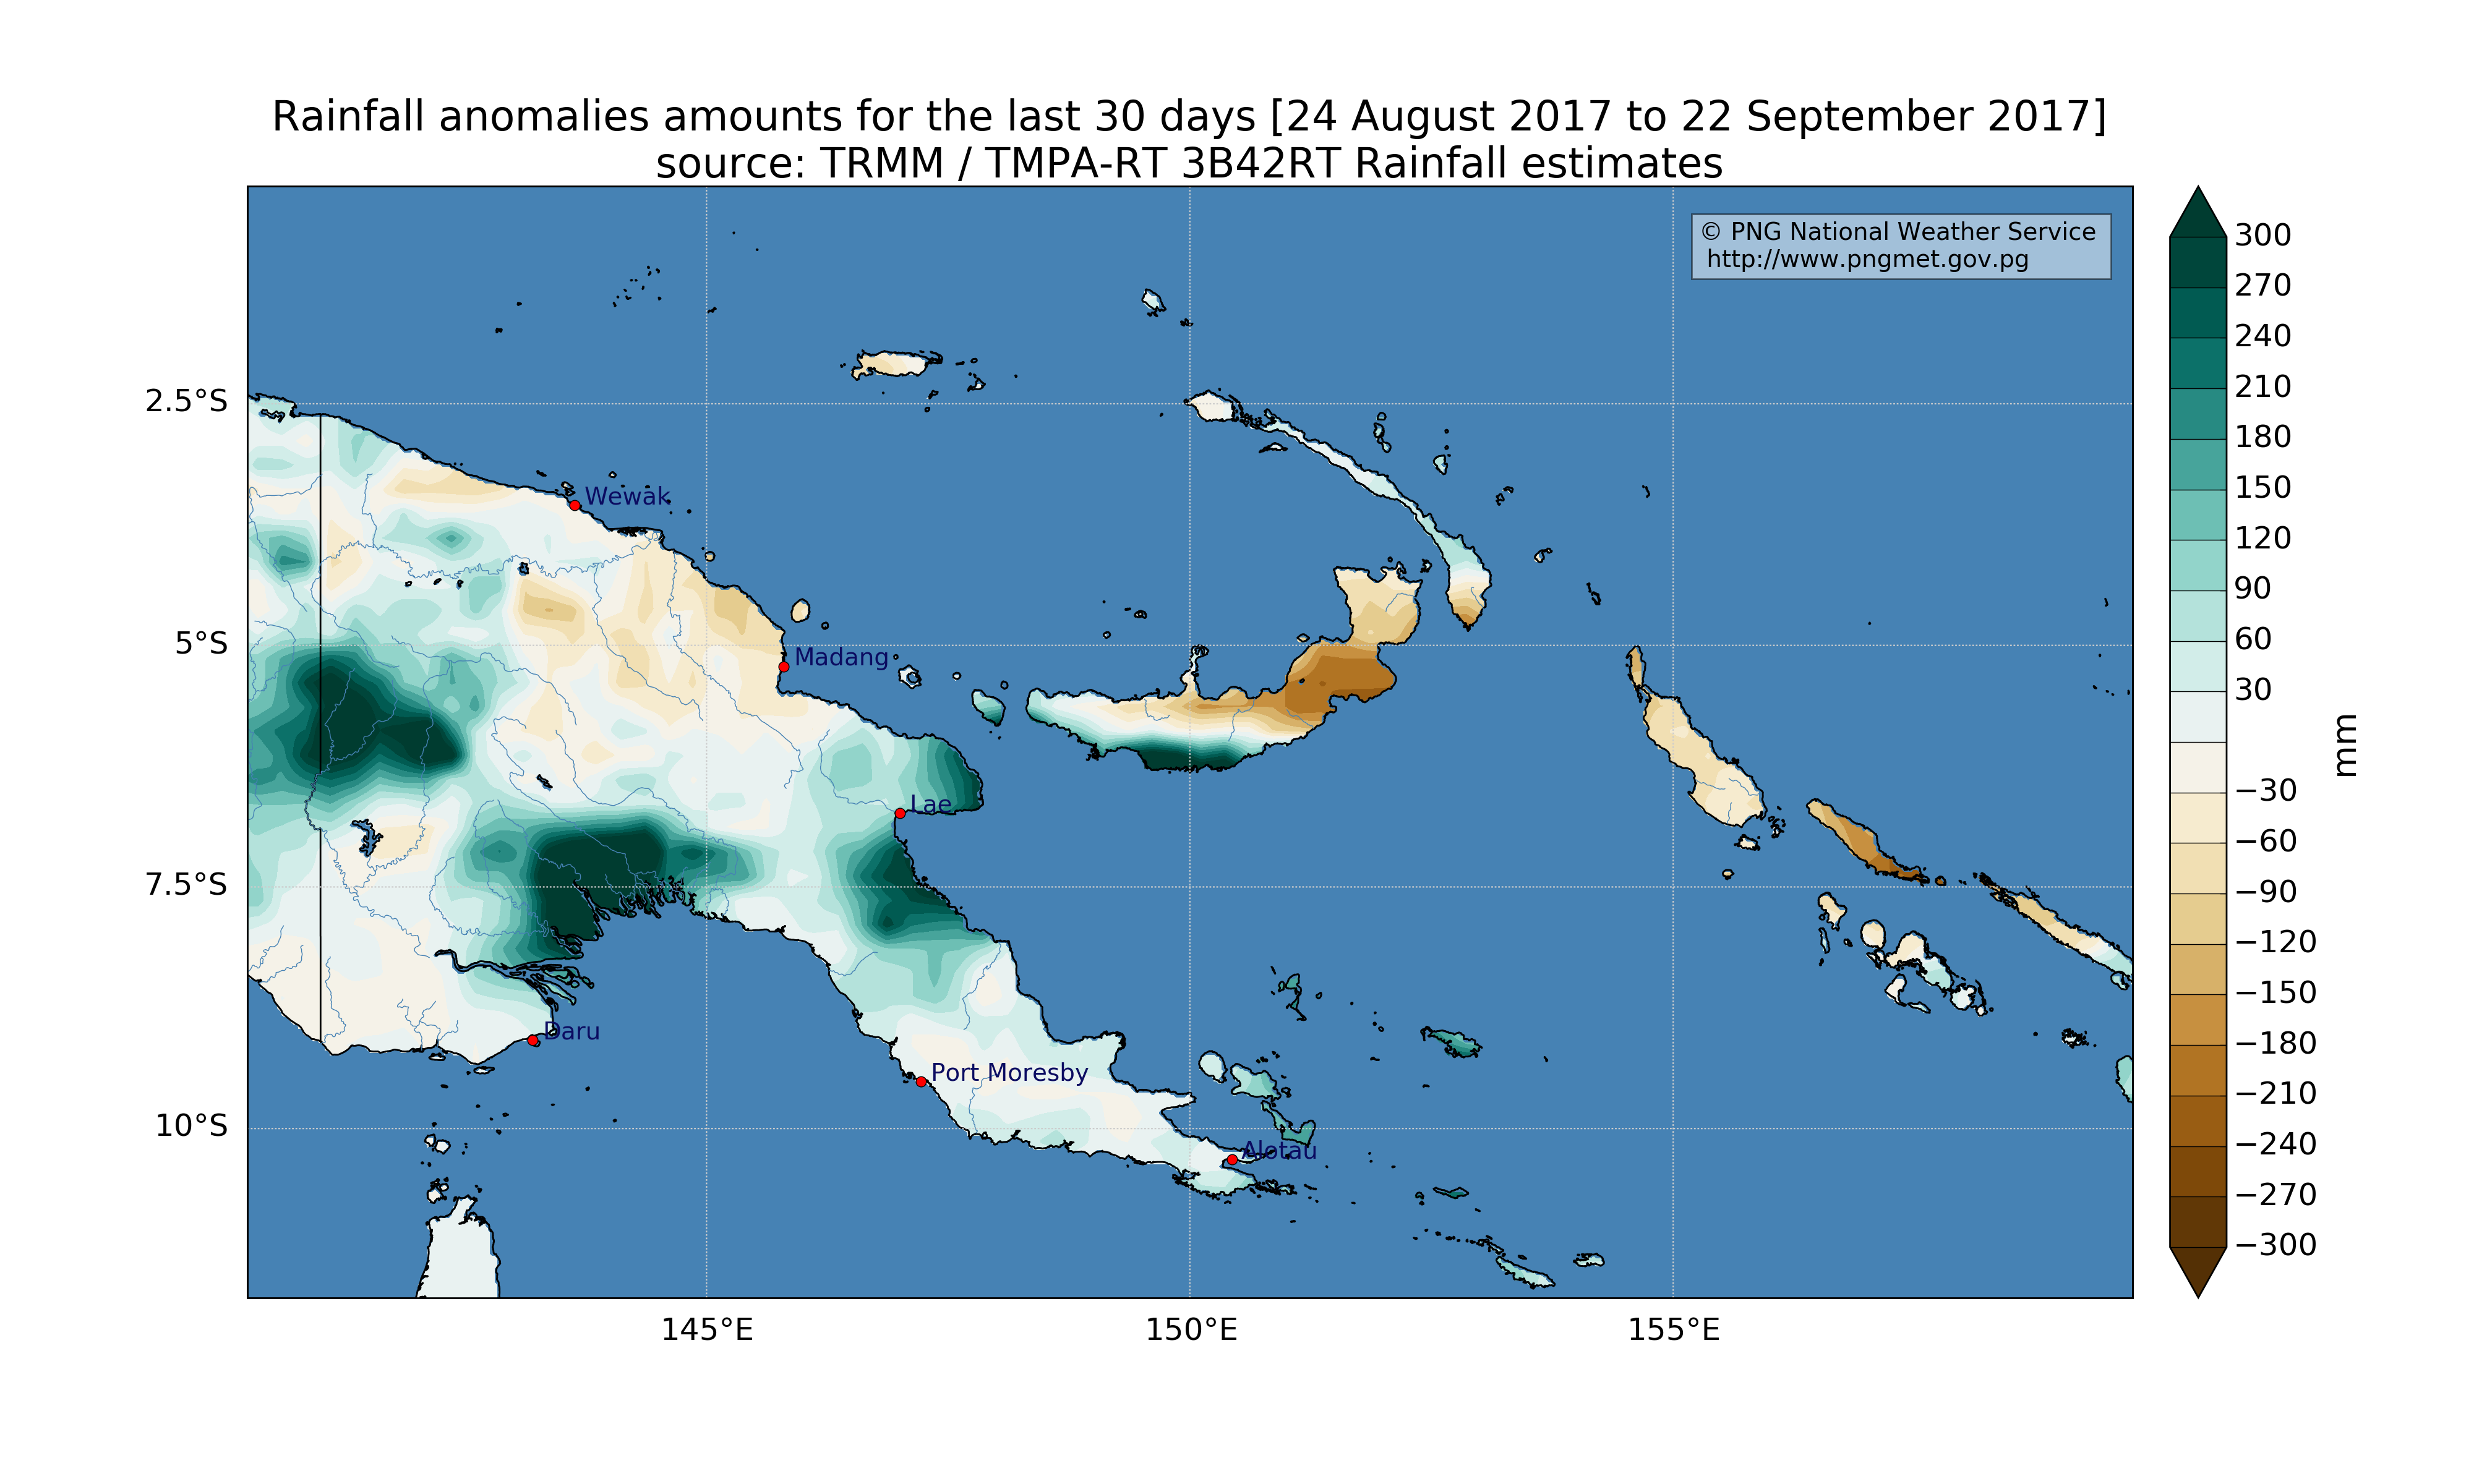 Rainfall anomalies amounts for the last 30 days [24 August 2017 to 22 September 2017]
source: TRMM / TMPA-RT 3B42RT Rainfall estimates
© PNG National Weather Service
http://www.pngmet.gov.pg
300
270
240
210
180
150
120
90
60
30
−30
−60
−90
−120
−150
−180
−210
−240
−270
−300
mm
2.5°S
5°S
7.5°S
10°S
Wewak
Madang
Lae
Daru
Port Moresby
Alotau
145°E
150°E
155°E